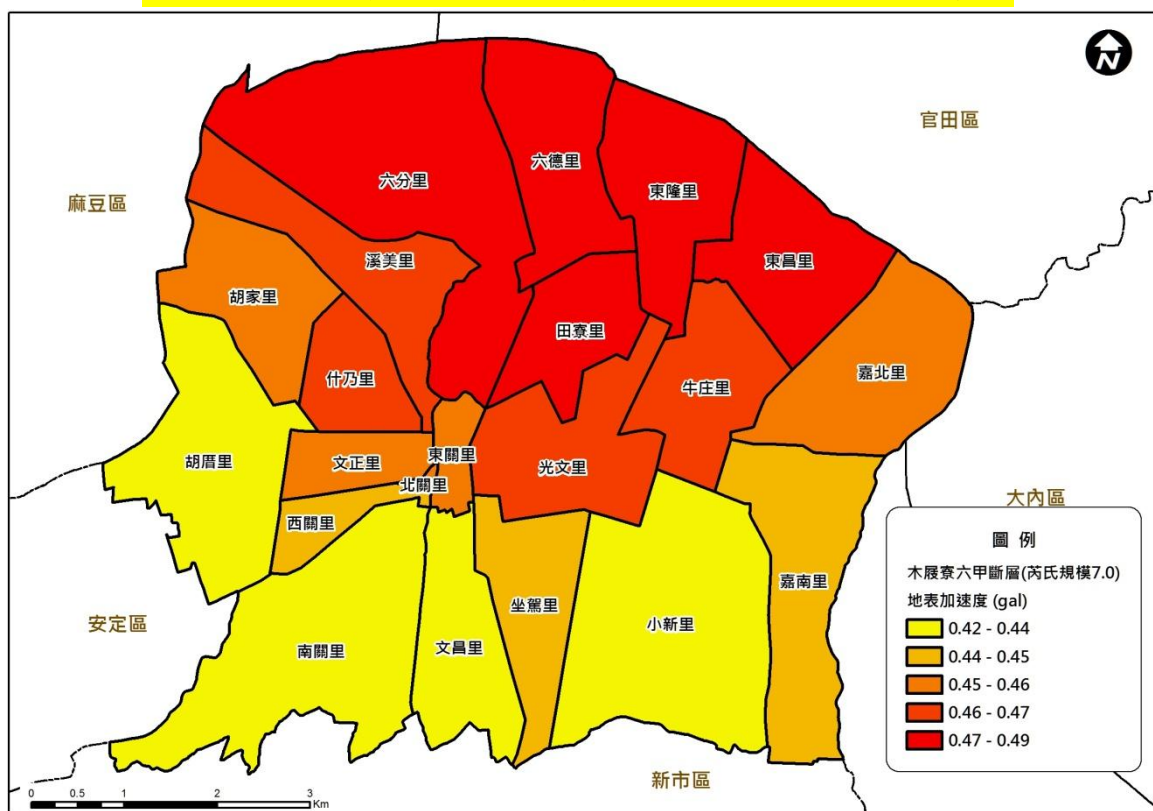 N
官田區
六德里
六分里
東隆里
麻豆區
溪美里
東昌里
胡家里
田寮里
什乃里
嘉北里
牛庄里
東關里
胡厝里
文正里
光文里
北關里
大內區
西關里
圖 例
木屐寮六甲斷層(芮氏規模7.0)
嘉南里
地表加速度 (gal)
坐駕里
安定區
小新里
0.42 - 0.44
南關里
文昌里
0.44 - 0.45
0.45 - 0.46
0.46 - 0.47
0.47 - 0.49
新市區
0 0.5 1 2 3
Km